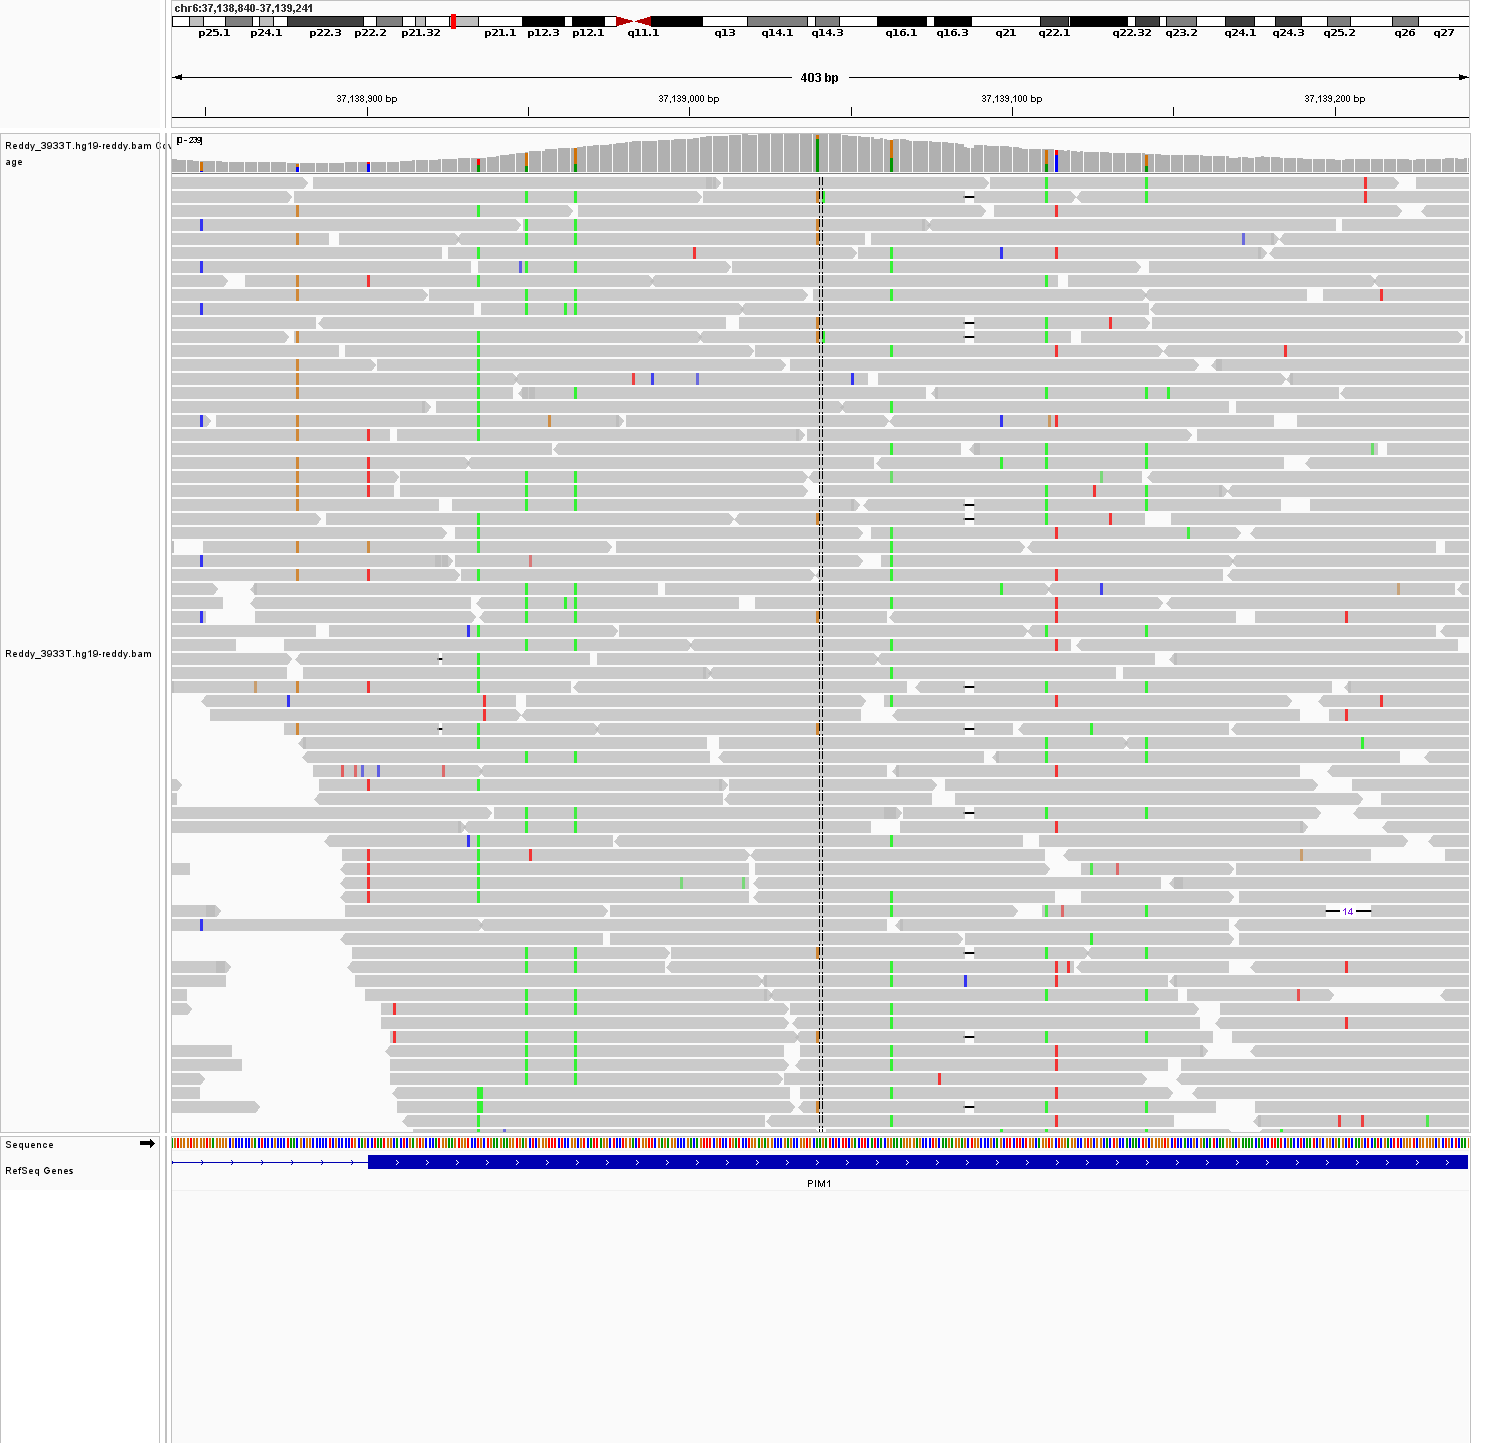 chr6:37,138,840-37,139,241
p25.1 p24.1 p22.3 p22.2 p21.32 p21.1 p12.3 p12.1 q11.1 q13 q14.1 q14.3 q16.1 q16.3 q21 q22.1 q22.32 q23.2 q24.1 q24.3 q25.2 q26 q27
403 bp
37,138,900 bp 37,139,000 bp 37,139,100 bp 37,139,200 bp
[0 - 239]
Reddy_3933T.hg19-reddy.bam Cov
age
Reddy_3933T.hg19-reddy.bam
14
Sequence
RefSeq Genes
PIM1